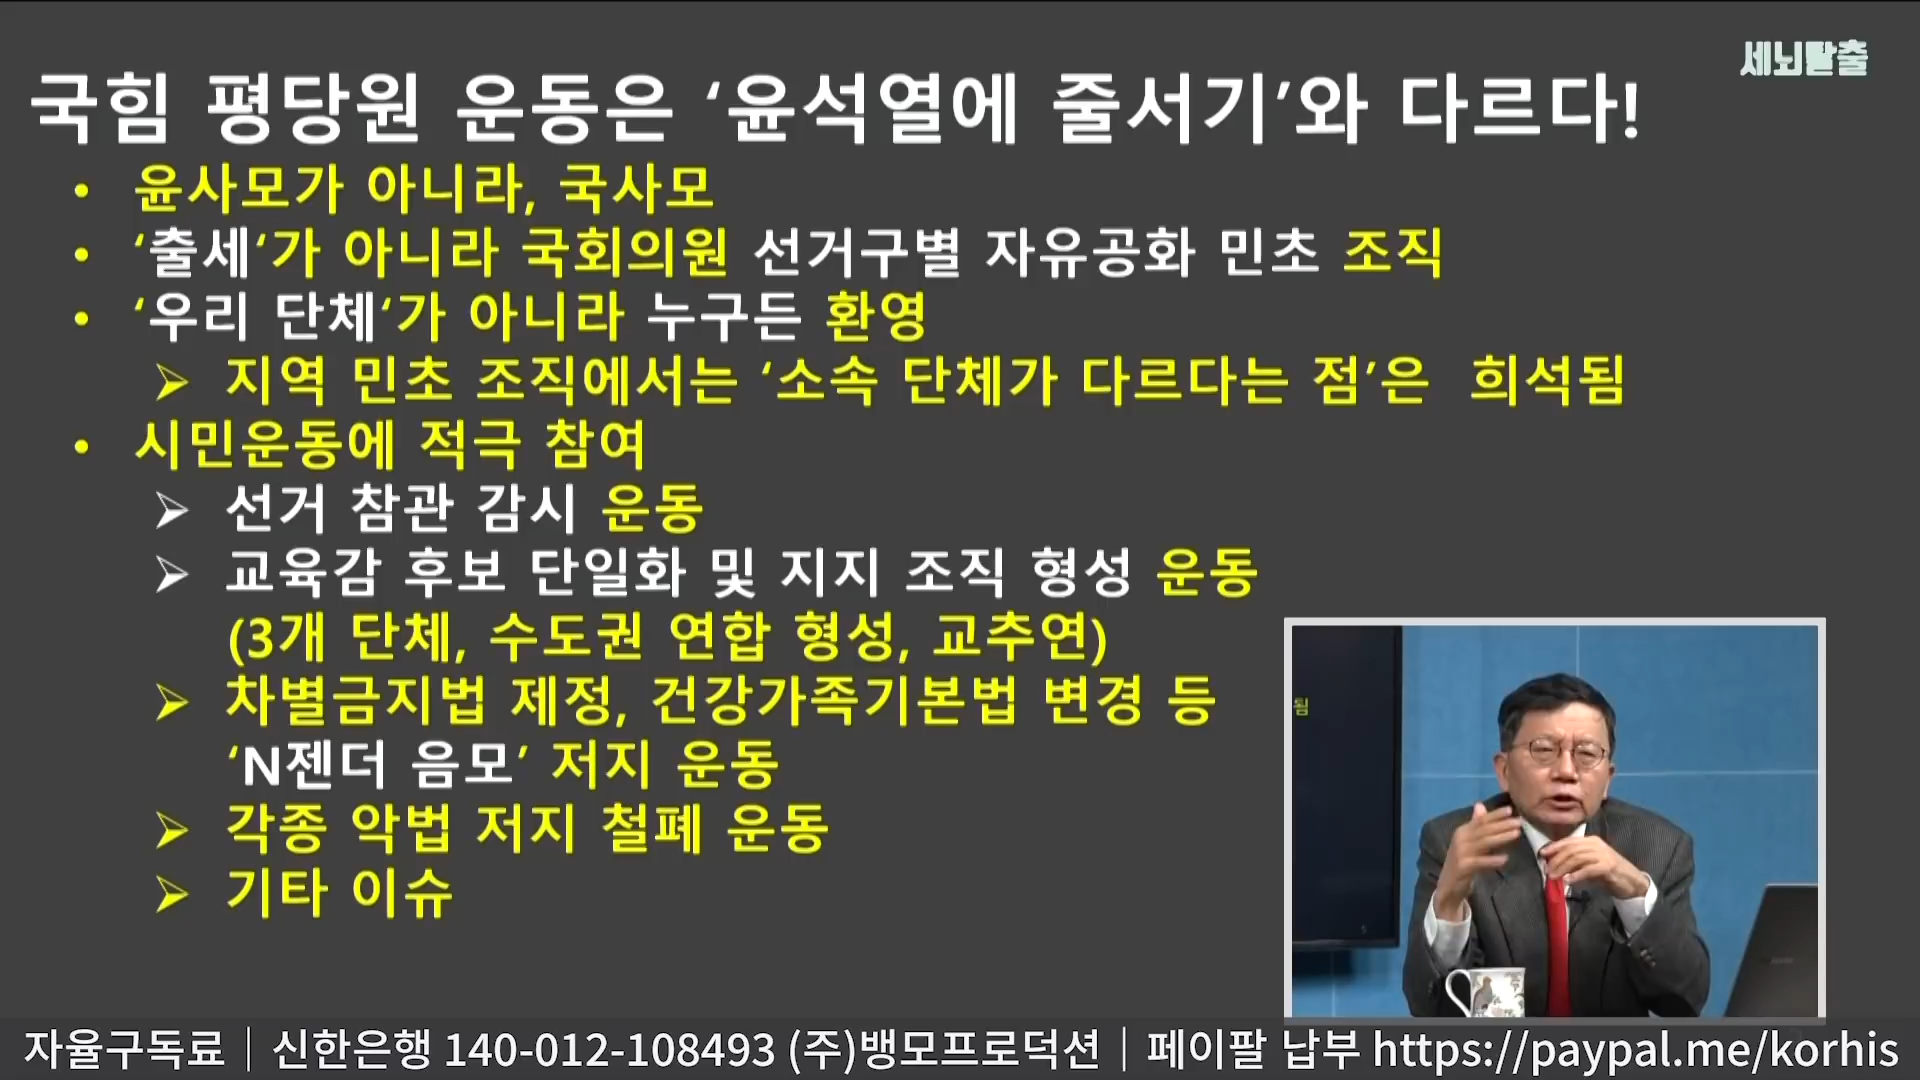 세뇌탈출
국힘 평당원 운동은 ‘윤석열에 줄서기’와 다르다!
• 윤사모가 아니라, 국사모
• ‘출세‘가 아니라 국회의원 선거구별 자유공화 민초 조직
• ‘우리 단체‘가 아니라 누구든 환영
➢ 지역 민초 조직에서는 ‘소속 단체가 다르다는 점’은 희석됨
• 시민운동에 적극 참여
➢ 선거 참관 감시 운동
➢ 교육감 후보 단일화 및 지지 조직 형성 운동
(3개 단체, 수도권 연합 형성, 교추연)
➢ 차별금지법 제정, 건강가족기본법 변경 등
‘N젠더 음모’ 저지 운동
➢ 각종 악법 저지 철폐 운동
➢ 기타 이슈
됨
5
자율구독료 | 신한은행 140-012-108493 (주)뱅모프로덕션 | 페이팔 납부 https://paypal.me/korhis